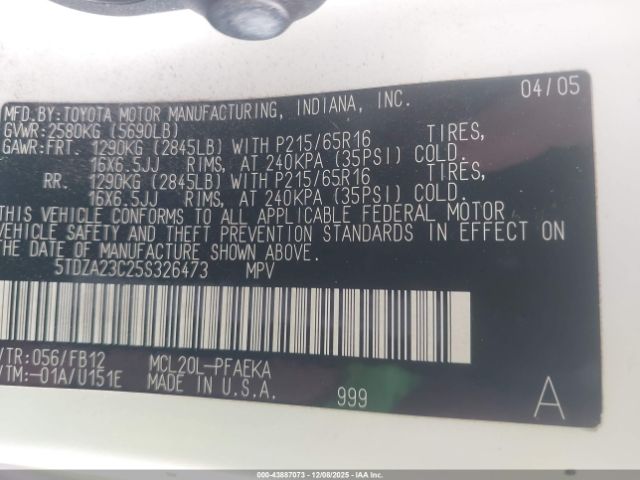 MFD.BY:TOYOTA MOTOR MANUFACTURING, INDIANA, INC. 04/05
GVWR:2580KG (5690LB)
GAWR:FRT. 1290KG (2845LB) WITH P215/65R16 TIRES,
16X6.5JJ RIMS, AT 240KPA (35PSI) COLD.
RR. 1290KG (2845LB) WITH P215/65R16 TIRES,
16X6.5JJ RIMS, AT 240KPA (35PSI) COLD.
THIS VEHICLE CONFORMS TO ALL APPLICABLE FEDERAL MOTOR
VEHICLE SAFETY AND THEFT PREVENTION STANDARDS IN EFFECT ON
THE DATE OF MANUFACTURE SHOWN ABOVE.
5TDZA23C25S326473 MPV
/TR:056/FB12 MCL20L-PFAEKA
/TM:-01A/U151E MADE IN U.S.A. 999 A
000-43887073 - 12/08/2025 - COPART